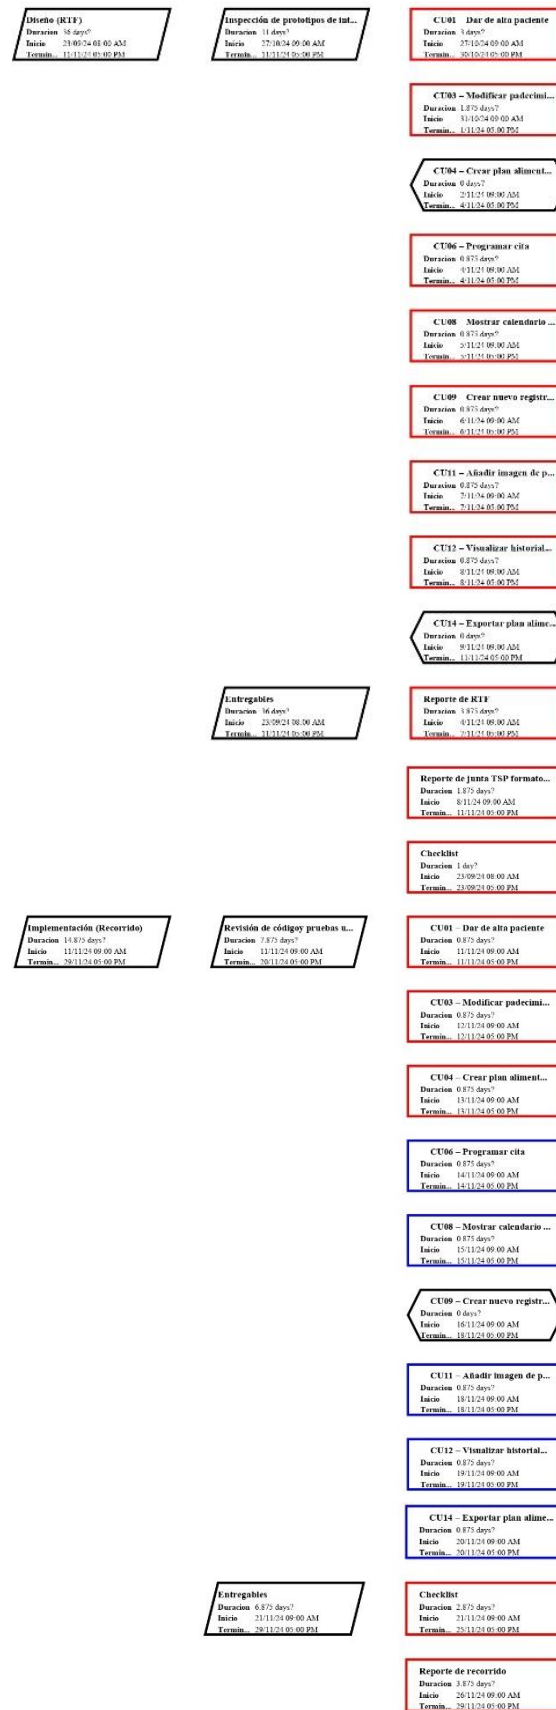 Diseño (RTF)
Duracion 36 days?
Inicio 23/09/24 08:00 AM
Termin... 11/11/24 05:00 PM
Inspección de prototipos de int...
Duracion 11 days?
Inicio 27/10/24 09:00 AM
Termin... 11/11/24 05:00 PM
CU01 – Dar de alta paciente
Duracion 3 days?
Inicio 27/10/24 09:00 AM
Termin... 30/10/24 05:00 PM
CU03 – Modificar padecimi...
Duracion 1.875 days?
Inicio 31/10/24 09:00 AM
Termin... 1/11/24 05:00 PM
CU04 – Crear plan aliment...
Duracion 0 days?
Inicio 2/11/24 09:00 AM
Termin... 4/11/24 05:00 PM
CU06 – Programar cita
Duracion 0.875 days?
Inicio 4/11/24 09:00 AM
Termin... 4/11/24 05:00 PM
CU08 – Mostrar calendario ...
Duracion 0.875 days?
Inicio 5/11/24 09:00 AM
Termin... 5/11/24 05:00 PM
CU09 – Crear nuevo registr...
Duracion 0.875 days?
Inicio 6/11/24 09:00 AM
Termin... 6/11/24 05:00 PM
CU11 – Añadir imagen de p...
Duracion 0.875 days?
Inicio 7/11/24 09:00 AM
Termin... 7/11/24 05:00 PM
CU12 – Visualizar historial...
Duracion 0.875 days?
Inicio 8/11/24 09:00 AM
Termin... 8/11/24 05:00 PM
CU14 – Exportar plan alime...
Duracion 0 days?
Inicio 9/11/24 09:00 AM
Termin... 11/11/24 05:00 PM
Entregables
Duracion 36 days?
Inicio 23/09/24 08:00 AM
Termin... 11/11/24 05:00 PM
Reporte de RTF
Duracion 3.875 days?
Inicio 4/11/24 09:00 AM
Termin... 7/11/24 05:00 PM
Reporte de junta TSP formato...
Duracion 1.875 days?
Inicio 8/11/24 09:00 AM
Termin... 11/11/24 05:00 PM
Checklist
Duracion 1 day?
Inicio 23/09/24 08:00 AM
Termin... 23/09/24 05:00 PM
Implementación (Recorrido)
Duracion 14.875 days?
Inicio 11/11/24 09:00 AM
Termin... 29/11/24 05:00 PM
Revisión de códigoy pruebas u...
Duracion 7.875 days?
Inicio 11/11/24 09:00 AM
Termin... 20/11/24 05:00 PM
CU01 – Dar de alta paciente
Duracion 0.875 days?
Inicio 11/11/24 09:00 AM
Termin... 11/11/24 05:00 PM
CU03 – Modificar padecimi...
Duracion 0.875 days?
Inicio 12/11/24 09:00 AM
Termin... 12/11/24 05:00 PM
CU04 – Crear plan aliment...
Duracion 0.875 days?
Inicio 13/11/24 09:00 AM
Termin... 13/11/24 05:00 PM
CU06 – Programar cita
Duracion 0.875 days?
Inicio 14/11/24 09:00 AM
Termin... 14/11/24 05:00 PM
CU08 – Mostrar calendario ...
Duracion 0.875 days?
Inicio 15/11/24 09:00 AM
Termin... 15/11/24 05:00 PM
CU09 – Crear nuevo registr...
Duracion 0 days?
Inicio 16/11/24 09:00 AM
Termin... 18/11/24 05:00 PM
CU11 – Añadir imagen de p...
Duracion 0.875 days?
Inicio 18/11/24 09:00 AM
Termin... 18/11/24 05:00 PM
CU12 – Visualizar historial...
Duracion 0.875 days?
Inicio 19/11/24 09:00 AM
Termin... 19/11/24 05:00 PM
CU14 – Exportar plan alime...
Duracion 0.875 days?
Inicio 20/11/24 09:00 AM
Termin... 20/11/24 05:00 PM
Entregables
Duracion 6.875 days?
Inicio 21/11/24 09:00 AM
Termin... 29/11/24 05:00 PM
Checklist
Duracion 2.875 days?
Inicio 21/11/24 09:00 AM
Termin... 25/11/24 05:00 PM
Reporte de recorrido
Duracion 3.875 days?
Inicio 26/11/24 09:00 AM
Termin... 29/11/24 05:00 PM